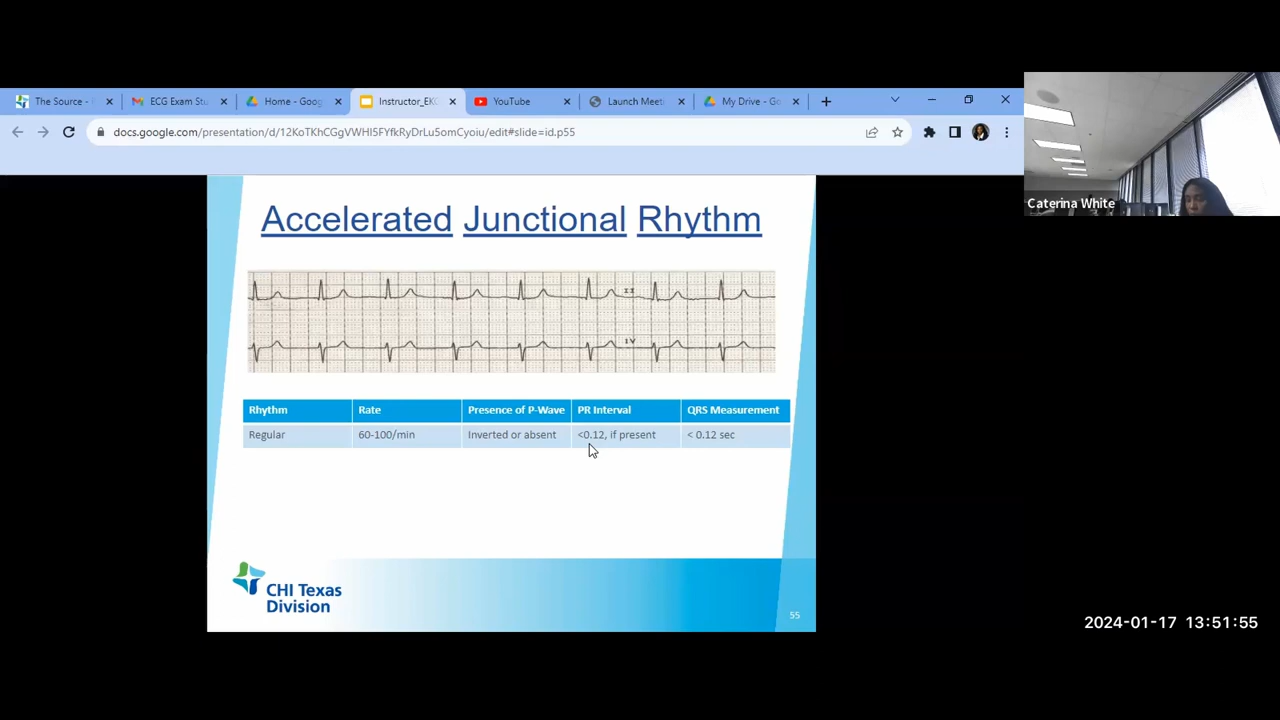 The Source -
ECG Exam Stu
Home - Goog
Instructor_EKG
YouTube
Launch Meeti
My Drive - Go
docs.google.com/presentation/d/12KoTKhCGgVWHI5FYfkRyDrLu5omCyoiu/edit#slide=id.p55
Caterina White
Accelerated Junctional Rhythm
II
IV
Rhythm Rate Presence of P-Wave PR Interval QRS Measurement
Regular 60-100/min Inverted or absent <0.12, if present < 0.12 sec
CHI Texas
Division
55
2024-01-17 13:51:55